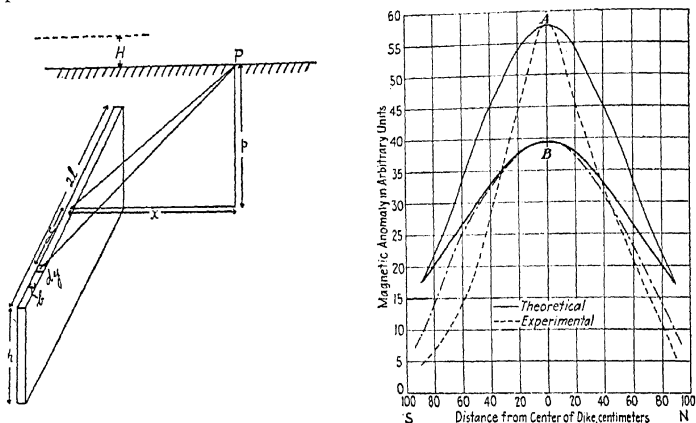 H
P
p
2l
x
dy
b
h
Magnetic Anomaly in Arbitrary Units
60
55
50
45
40
35
30
25
20
15
10
5
0
A
B
Theoretical
Experimental
100 80 60 40 20 0 20 40 60 80 100
S Distance from Center of Dike, centimeters N